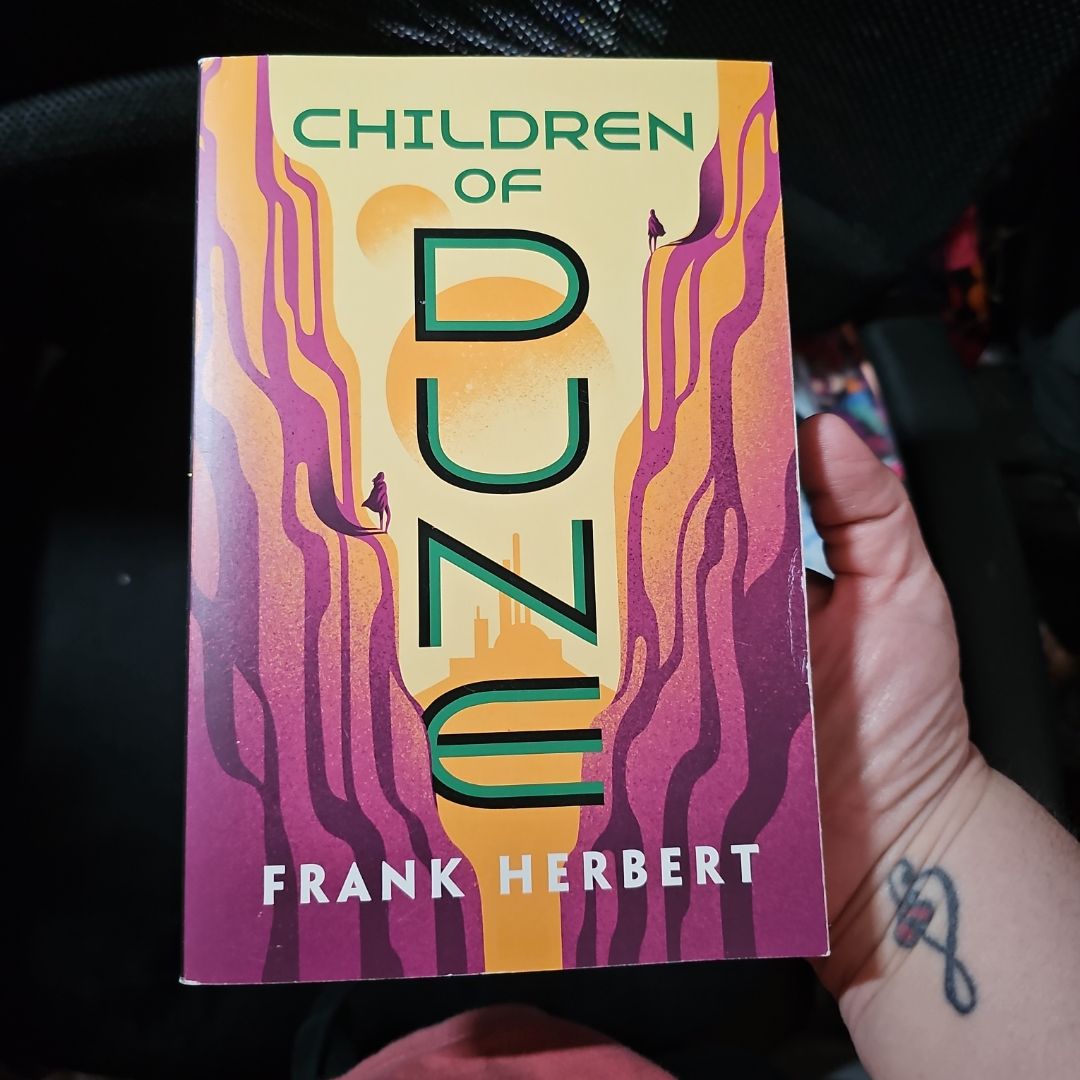 CHILDREN
OF
DUNE
FRANK HERBERT